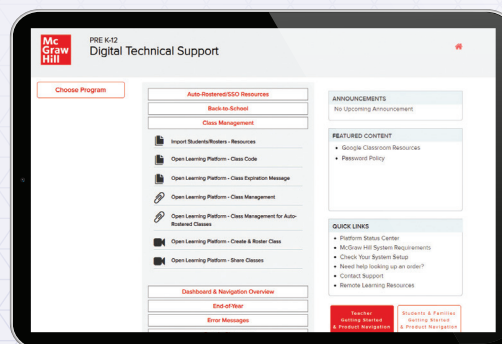 Mc
Graw
Hill
PRE K-12
Digital Technical Support
Choose Program
Auto-Rostered/SSO Resources
Back-to-School
Class Management
Import Students/Rosters - Resources
Open Learning Platform - Class Code
Open Learning Platform - Class Expiration Message
Open Learning Platform - Class Management
Open Learning Platform - Class Management for Auto-
Rostered Classes
Open Learning Platform - Create & Roster Class
Open Learning Platform - Share Classes
Dashboard & Navigation Overview
End-of-Year
Error Messages
ANNOUNCEMENTS
No Upcoming Announcement
FEATURED CONTENT
• Google Classroom Resources
• Password Policy
QUICK LINKS
• Platform Status Center
• McGraw Hill System Requirements
• Check Your System Setup
• Need help looking up an order?
• Contact Support
• Remote Learning Resources
Teacher
Getting Started
& Product Navigation
Students & Families
Getting Started
& Product Navigation